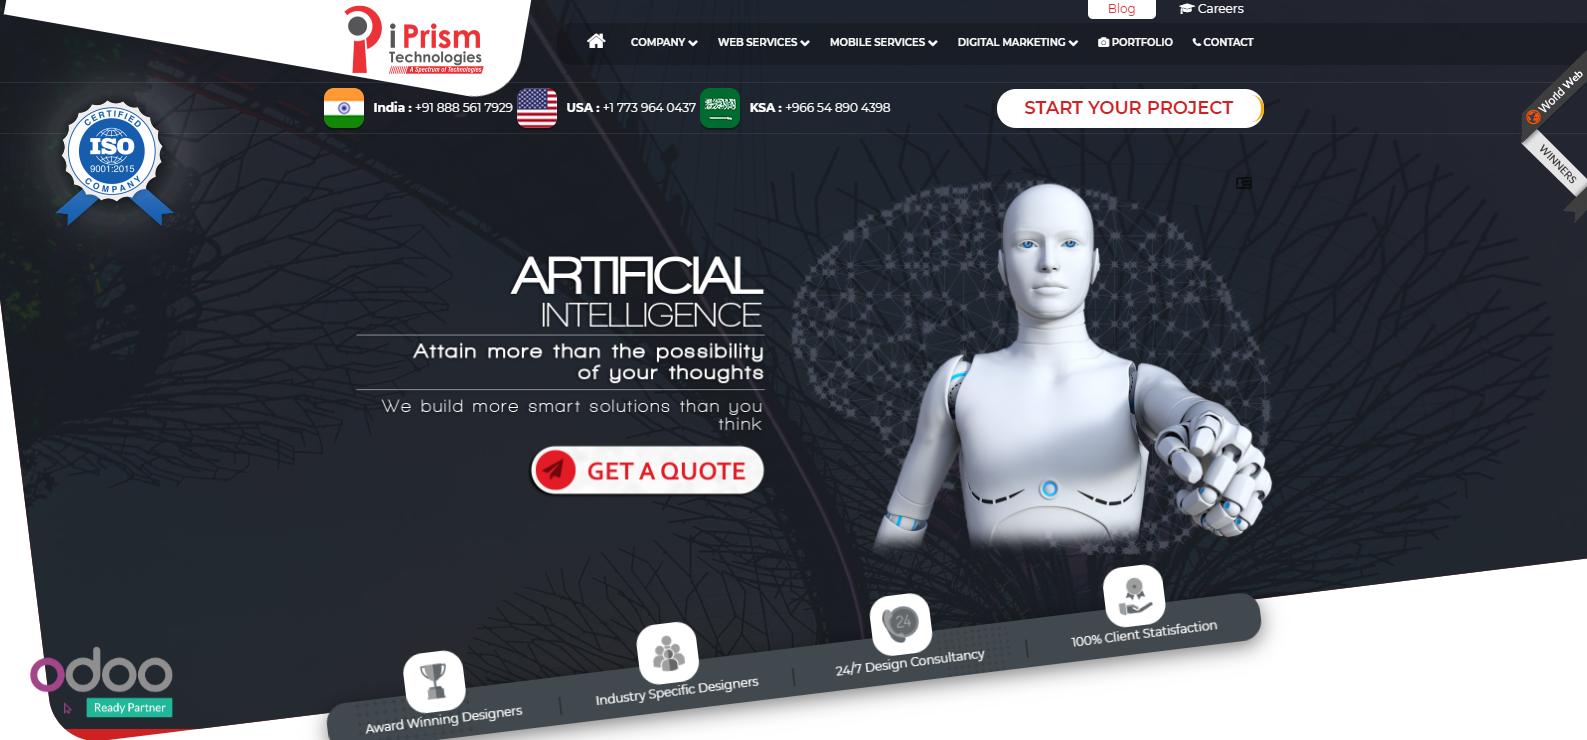 Blog
Careers
i Prism
Technologies
A Spectrum of Technologies
COMPANY
WEB SERVICES
MOBILE SERVICES
DIGITAL MARKETING
PORTFOLIO
CONTACT
India : +91 888 561 7929
USA : +1 773 964 0437
KSA : +966 54 890 4398
START YOUR PROJECT
World Web
WINNERS
CERTIFIED
ISO
9001:2015
COMPANY
ARTIFICIAL
INTELLIGENCE
Attain more than the possibility
of your thoughts
We build more smart solutions than you
think
GET A QUOTE
odoo
Ready Partner
Award Winning Designers
Industry Specific Designers
24
24/7 Design Consultancy
100% Client Statisfaction